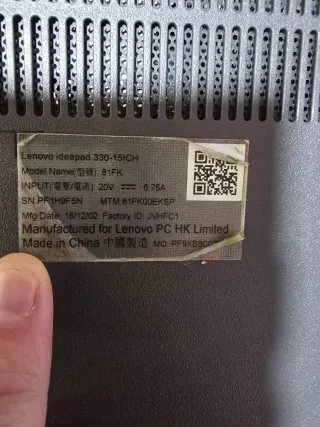 Lenovo ideapad 330-15ICH
Model Name(型號): 81FK
INPUT(電壓/電流): 20V ⎓ 6.75A
SN:PF1H9F5N MTM:81FK00EKSP
Mfg Date: 18/12/02 Factory ID: JVHFC1
Manufactured for Lenovo PC HK Limited
Made in China 中國製造 MO: